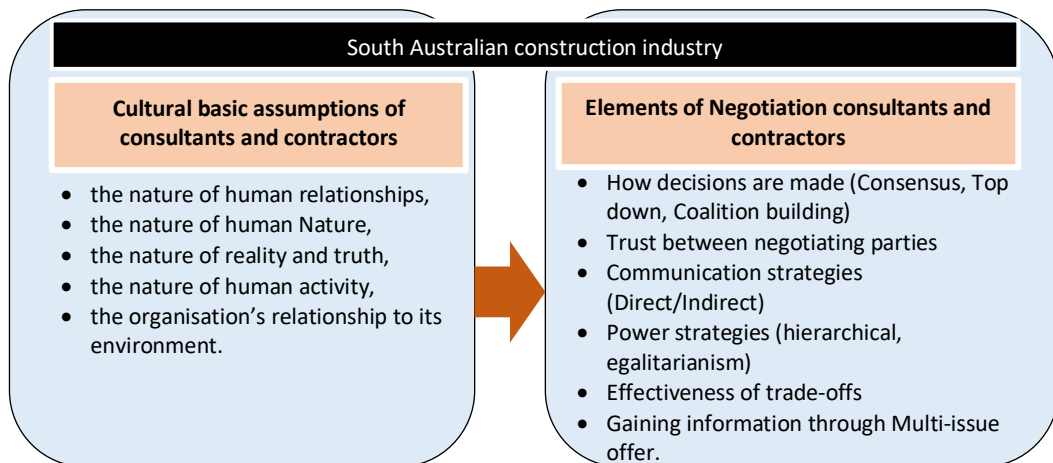 South Australian construction industry
Cultural basic assumptions of
consultants and contractors
• the nature of human relationships,
• the nature of human Nature,
• the nature of reality and truth,
• the nature of human activity,
• the organisation’s relationship to its
environment.
Elements of Negotiation consultants and
contractors
• How decisions are made (Consensus, Top
down, Coalition building)
• Trust between negotiating parties
• Communication strategies
(Direct/Indirect)
• Power strategies (hierarchical,
egalitarianism)
• Effectiveness of trade-offs
• Gaining information through Multi-issue
offer.